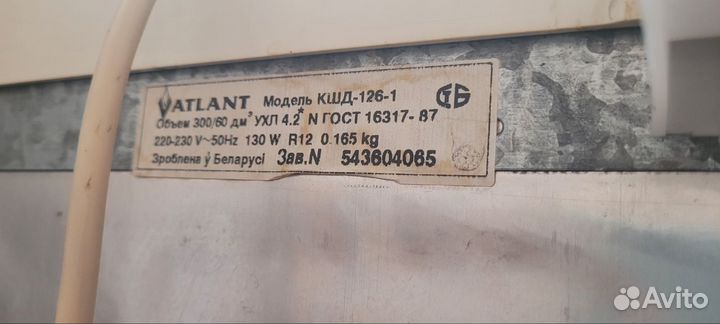 ATLANT Модель КШД-126-1
Объем 300/60 дм³ УХЛ 4.2* N ГОСТ 16317-87
220-230 V~50Hz 130 W R12 0.165 kg
Зроблена ў Беларусі Зав.N 543604065
Avito